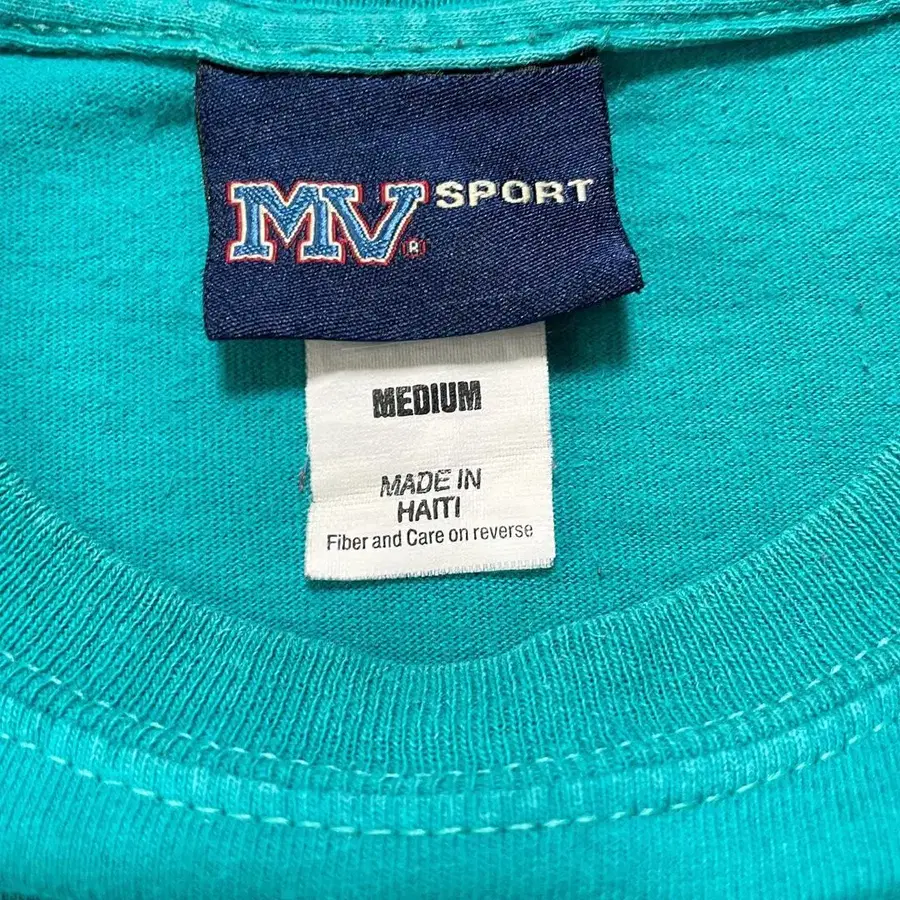 MV® SPORT
MEDIUM
MADE IN
HAITI
Fiber and Care on reverse